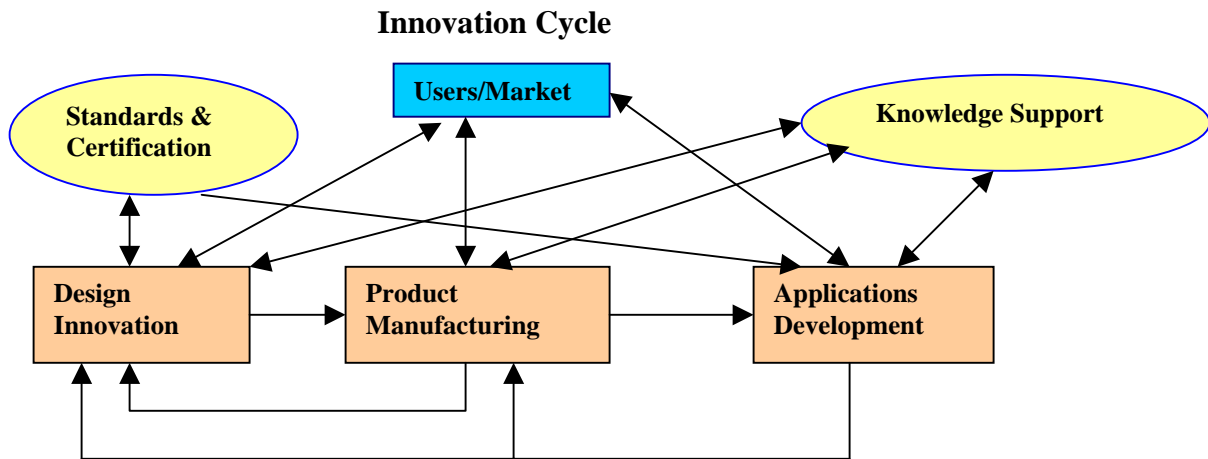 Innovation Cycle
Users/Market
Standards &
Certification
Knowledge Support
Design
Innovation
Product
Manufacturing
Applications
Development